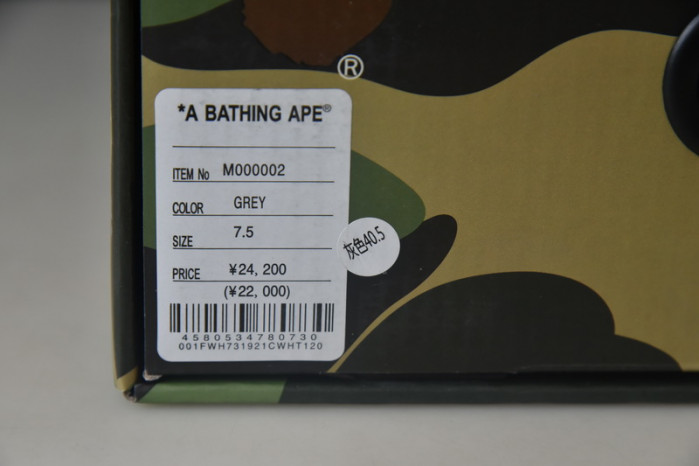 ®
*A BATHING APE®
ITEM No M000002
COLOR GREY
SIZE 7.5
PRICE ¥24, 200
(¥22, 000)
4580534780730
001FWH731921CWHT120
灰色40.5